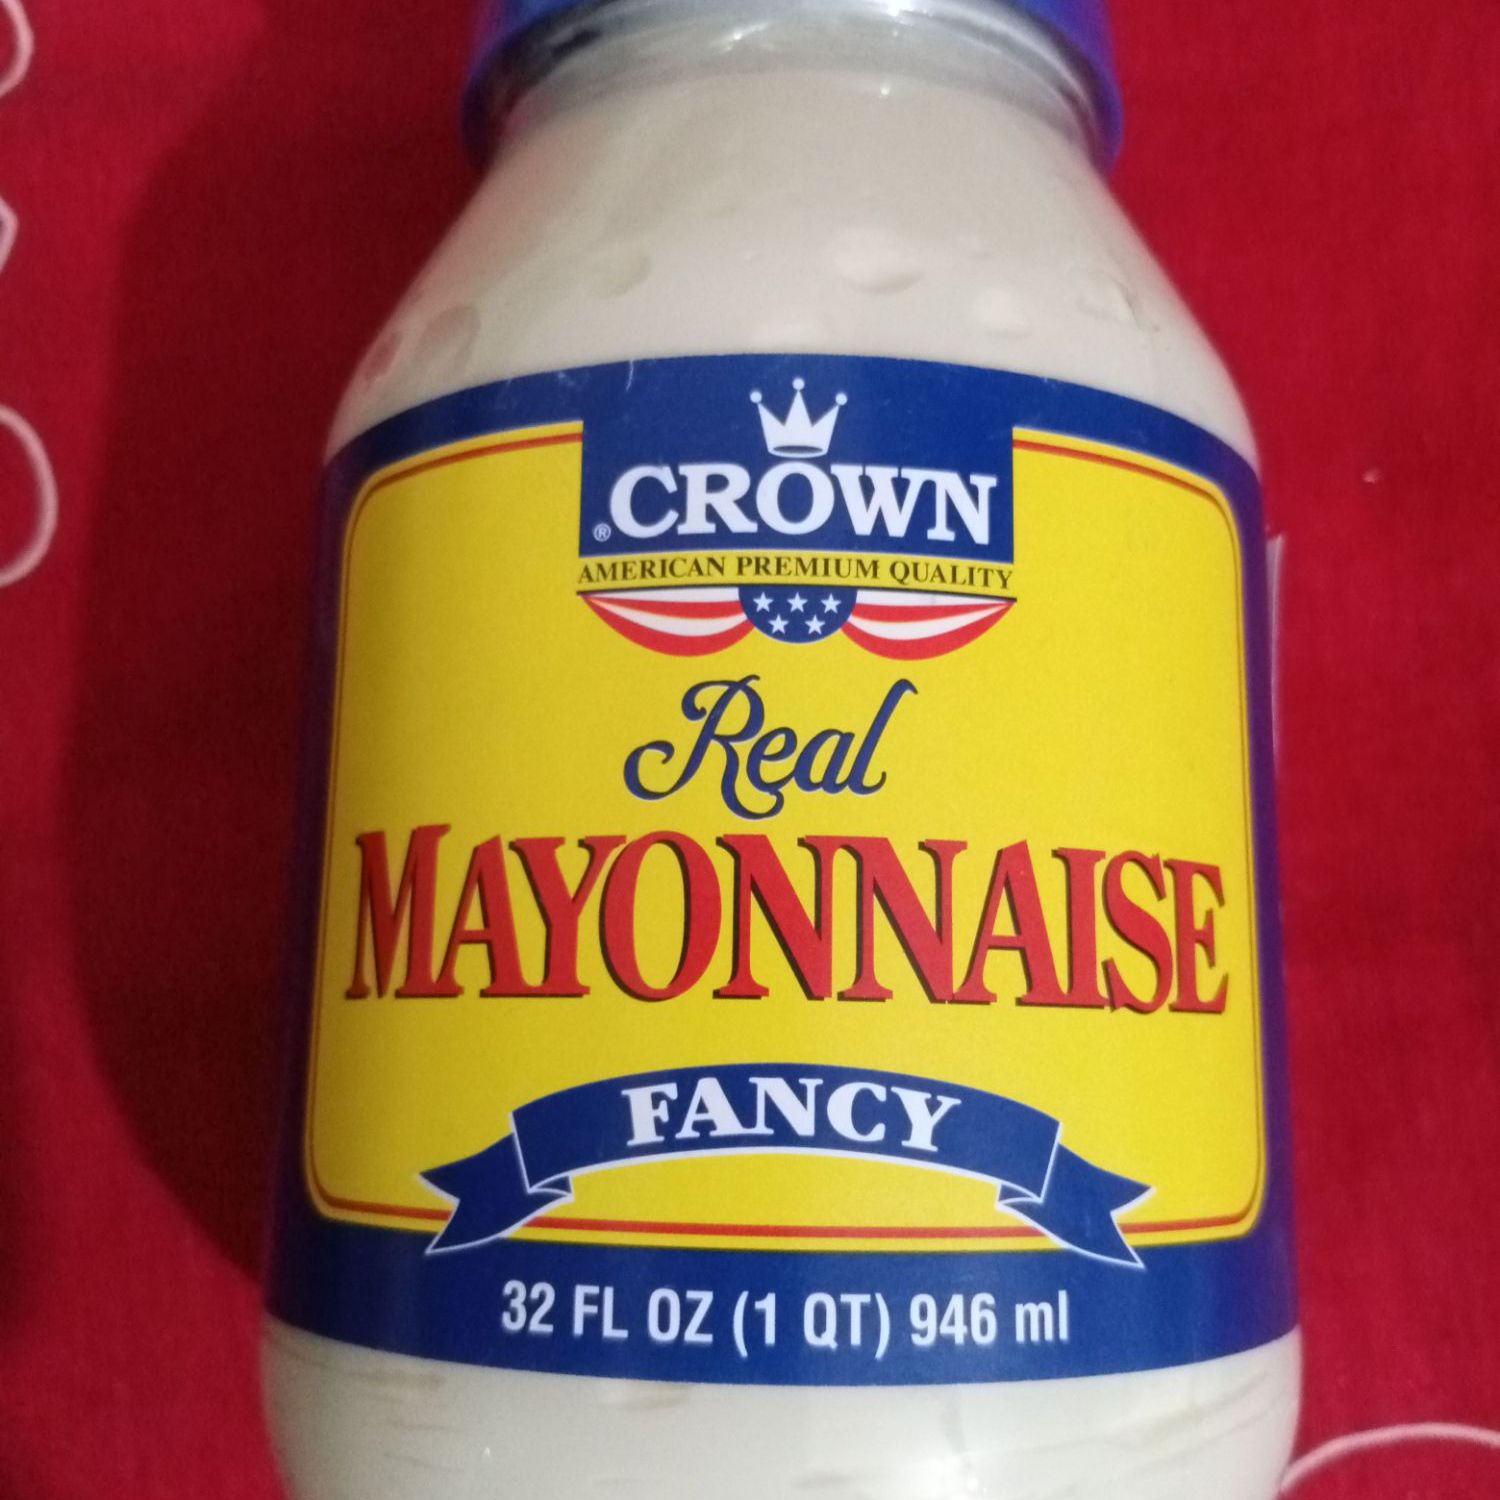 CROWN
®
AMERICAN PREMIUM QUALITY
Real
MAYONNAISE
FANCY
32 FL OZ (1 QT) 946 ml